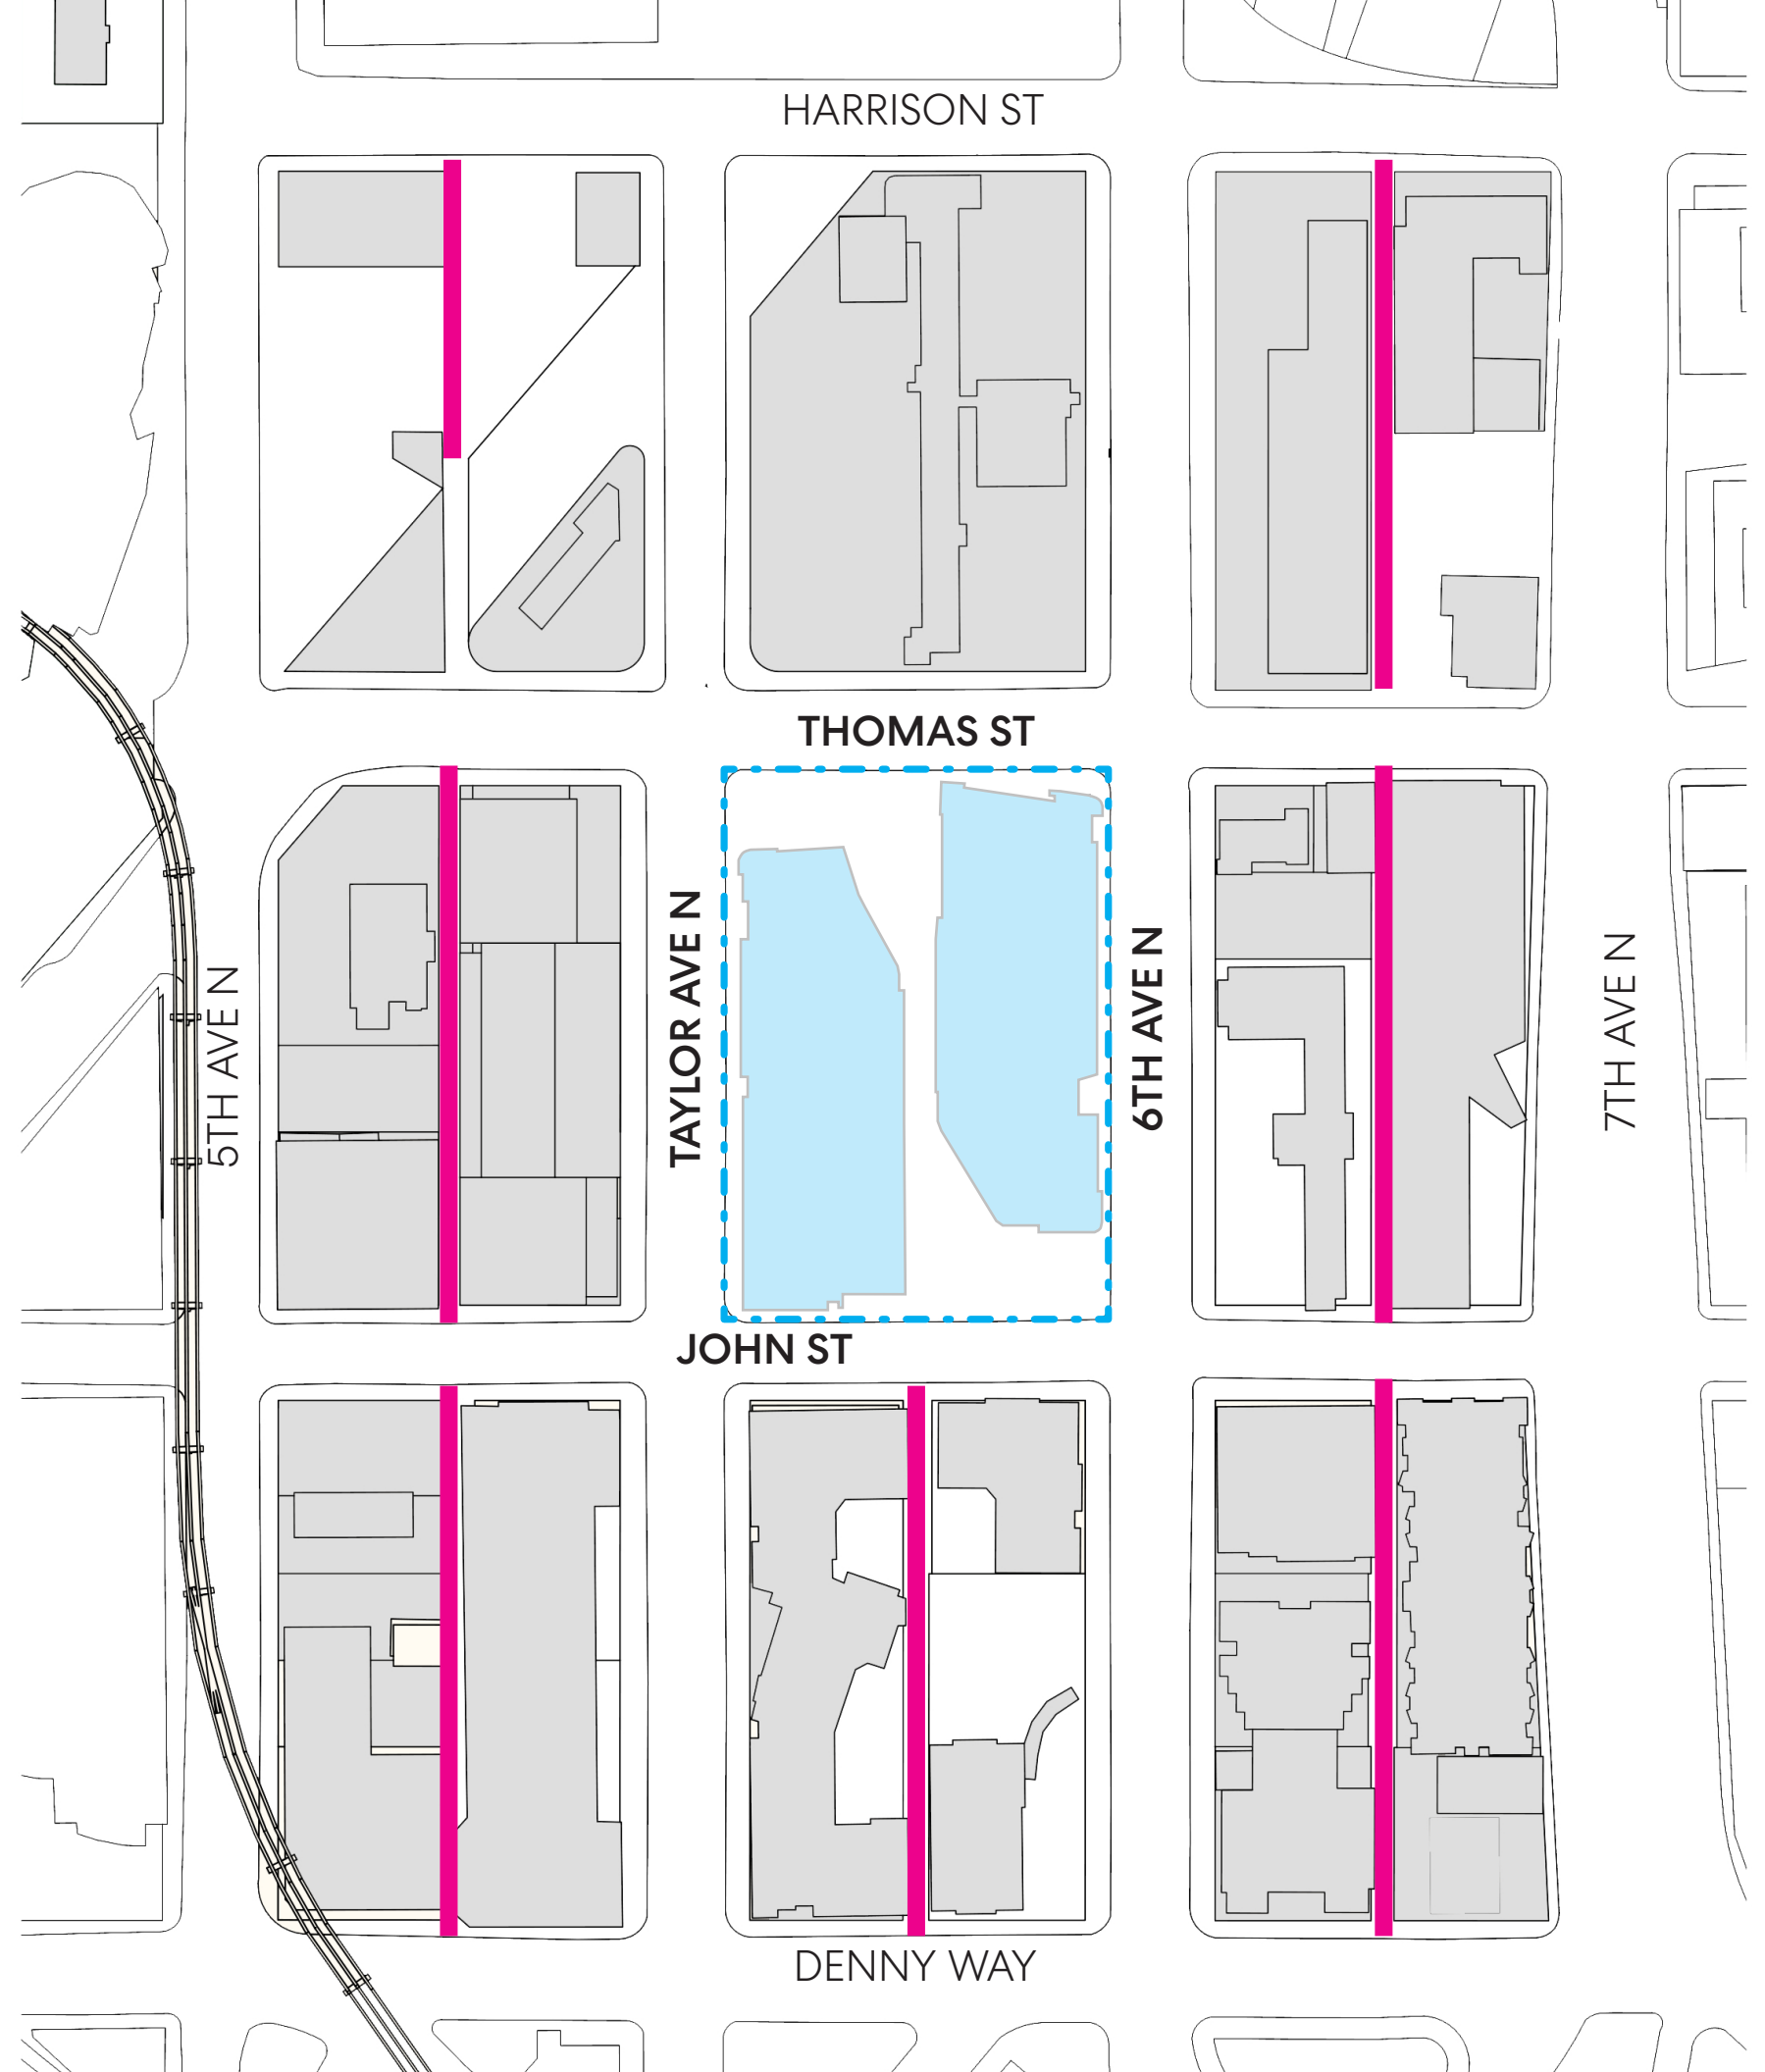 HARRISON ST
THOMAS ST
5TH AVE N
TAYLOR AVE N
6TH AVE N
7TH AVE N
JOHN ST
DENNY WAY